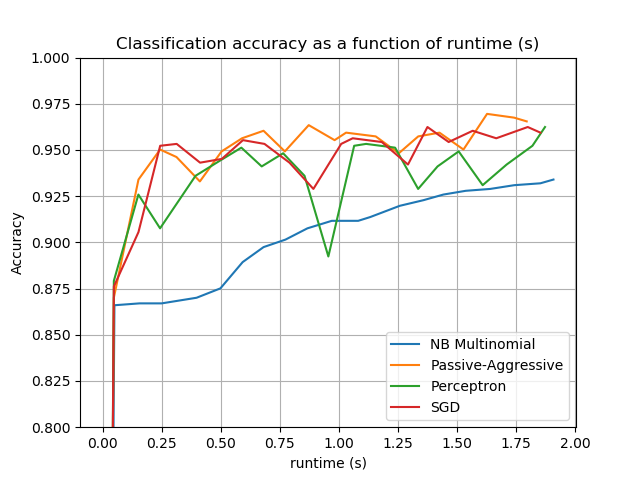 Classification accuracy as a function of runtime (s)
1.000
0.975
0.950
0.925
0.900
0.875
0.850
0.825
0.800
Accuracy
NB Multinomial
Passive-Aggressive
Perceptron
SGD
0.00 0.25 0.50 0.75 1.00 1.25 1.50 1.75 2.00
runtime (s)